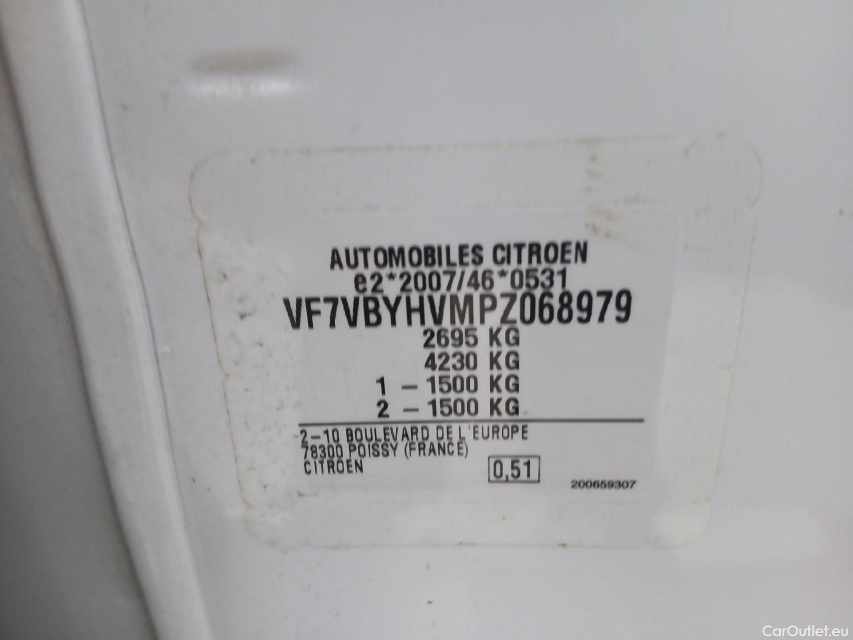 AUTOMOBILES CITROEN
e2*2007/46*0531
VF7VBYHVMPZ068979
2695 KG
4230 KG
1 – 1500 KG
2 – 1500 KG
2–10 BOULEVARD DE L'EUROPE
78300 POISSY (FRANCE)
CITROEN
0,51
200659307
CarOutlet.eu